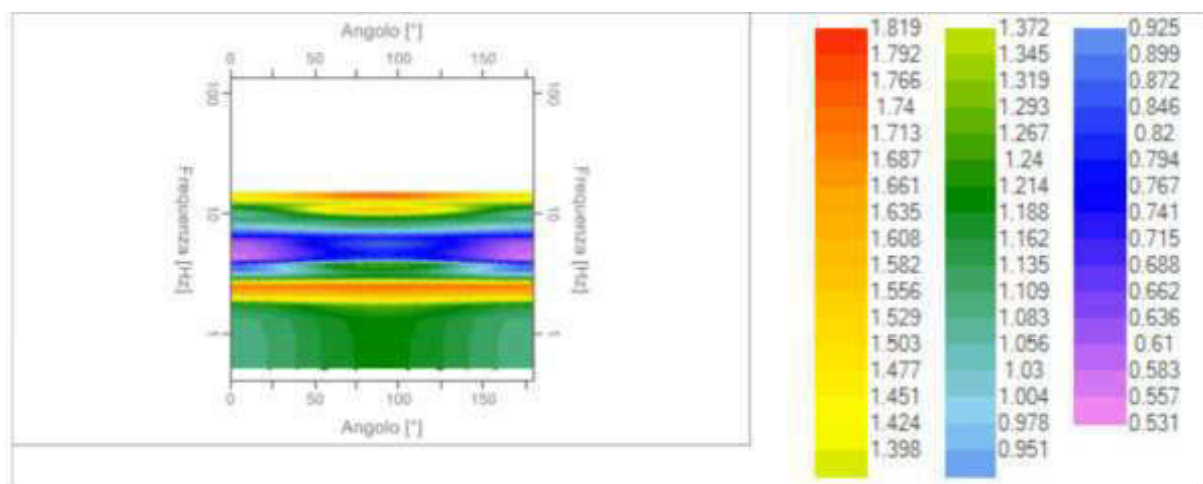 Angolo [°]
0 50 100 150
100 100
Frequenza [Hz] Frequenza [Hz]
10 10
1 1
0 50 100 150
Angolo [°]
1.819 1.372 0.925
1.792 1.345 0.899
1.766 1.319 0.872
1.74 1.293 0.846
1.713 1.267 0.82
1.687 1.24 0.794
1.661 1.214 0.767
1.635 1.188 0.741
1.608 1.162 0.715
1.582 1.135 0.688
1.556 1.109 0.662
1.529 1.083 0.636
1.503 1.056 0.61
1.477 1.03 0.583
1.451 1.004 0.557
1.424 0.978 0.531
1.398 0.951